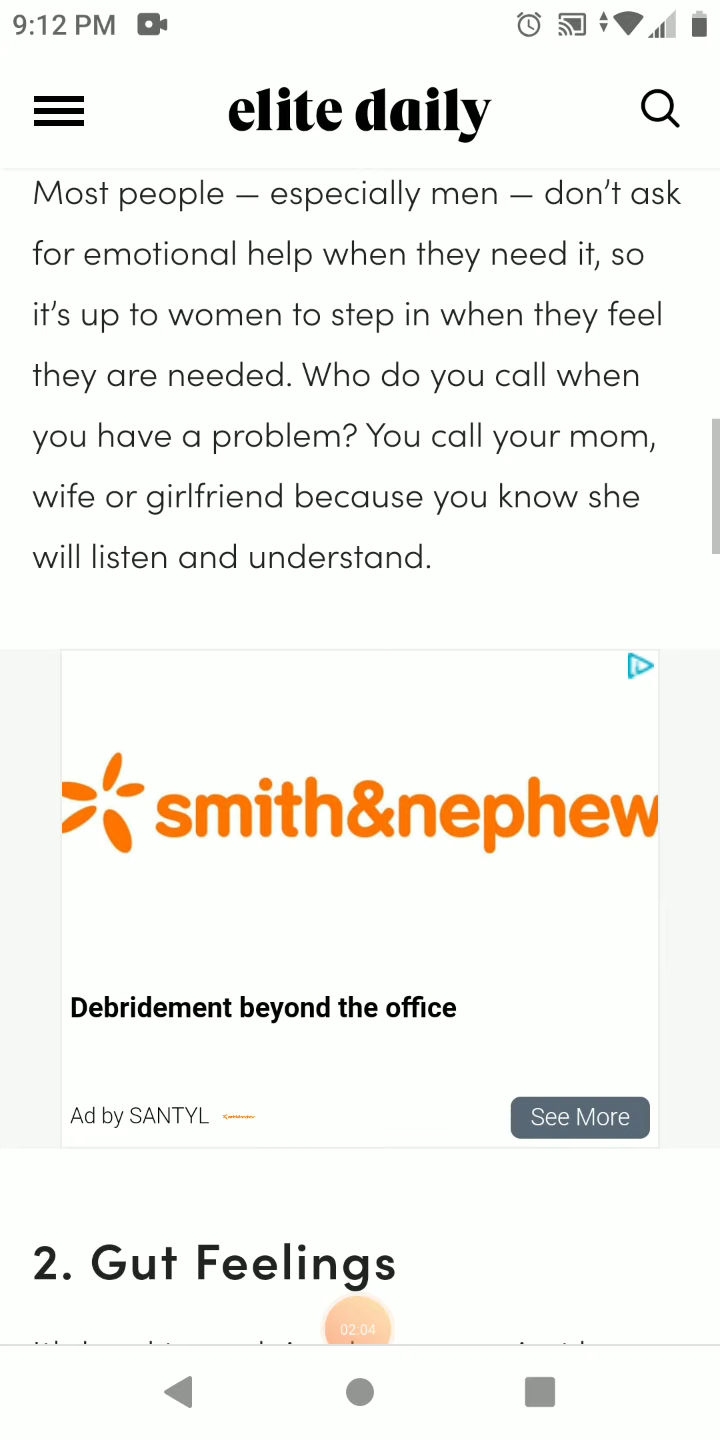 9:12 PM
elite daily
Most people — especially men — don’t ask
for emotional help when they need it, so
it’s up to women to step in when they feel
they are needed. Who do you call when
you have a problem? You call your mom,
wife or girlfriend because you know she
will listen and understand.
smith&nephew
Debridement beyond the office
Ad by SANTYL
See More
2. Gut Feelings
02:04